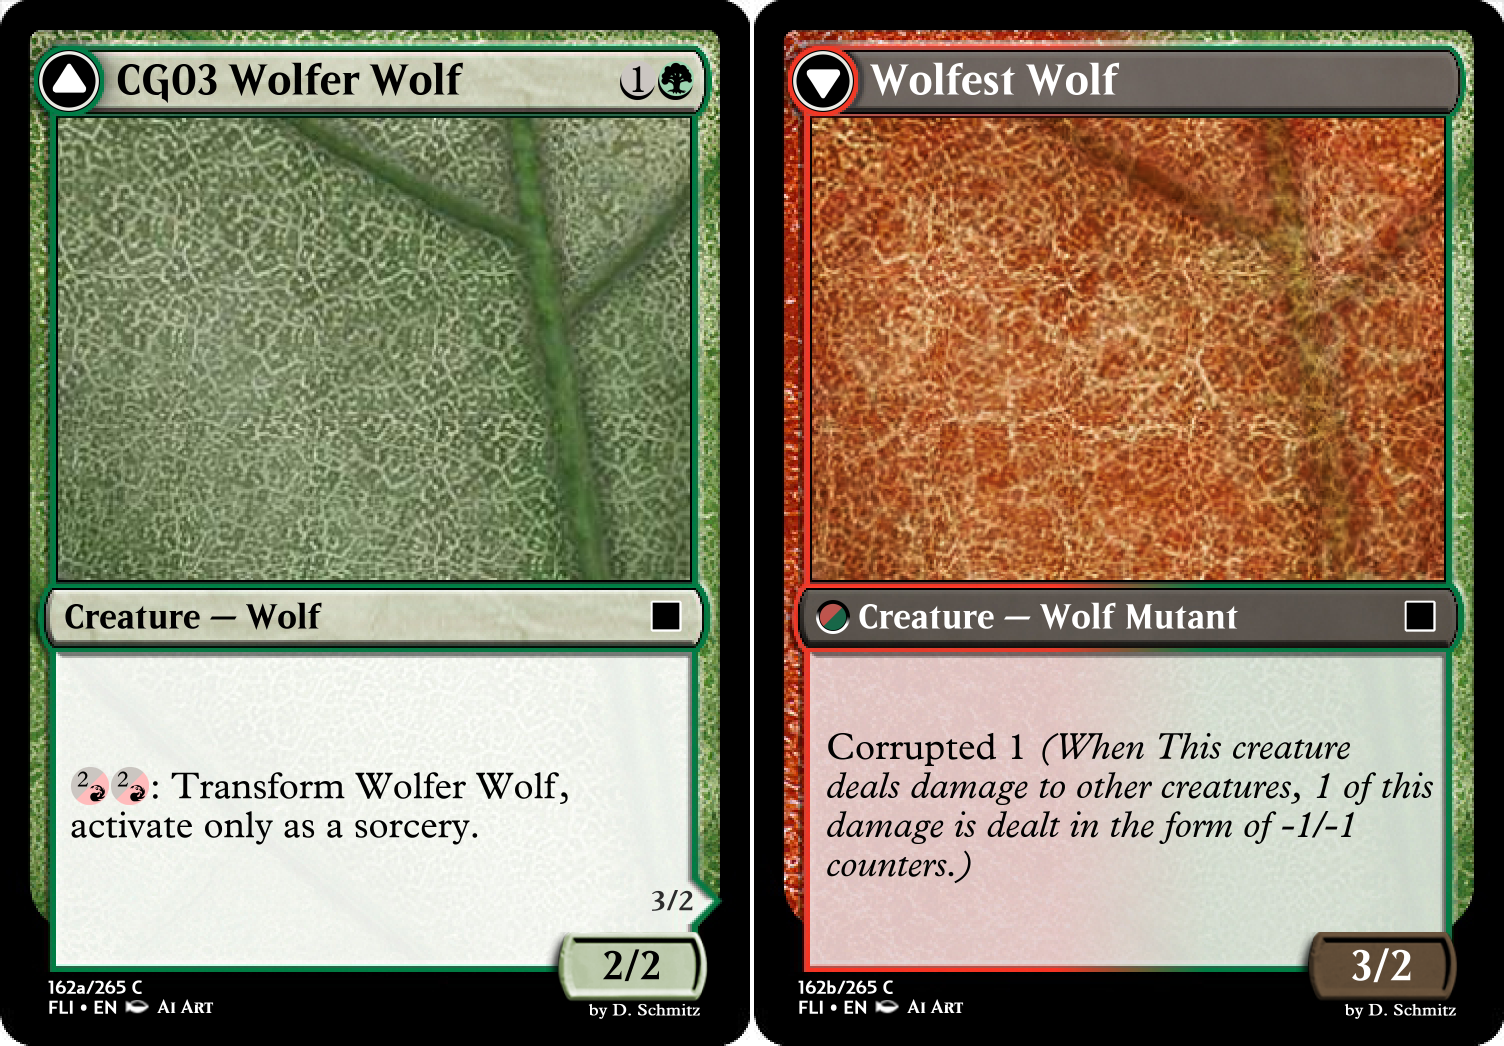 CG03 Wolfer Wolf 1
Creature — Wolf
2 2 : Transform Wolfer Wolf,
activate only as a sorcery.
3/2
2/2
162a/265 C
FLI • EN AI ART
by D. Schmitz
Wolfest Wolf
Creature — Wolf Mutant
Corrupted 1 (When This creature
deals damage to other creatures, 1 of this
damage is dealt in the form of -1/-1
counters.)
3/2
162b/265 C
FLI • EN AI ART
by D. Schmitz